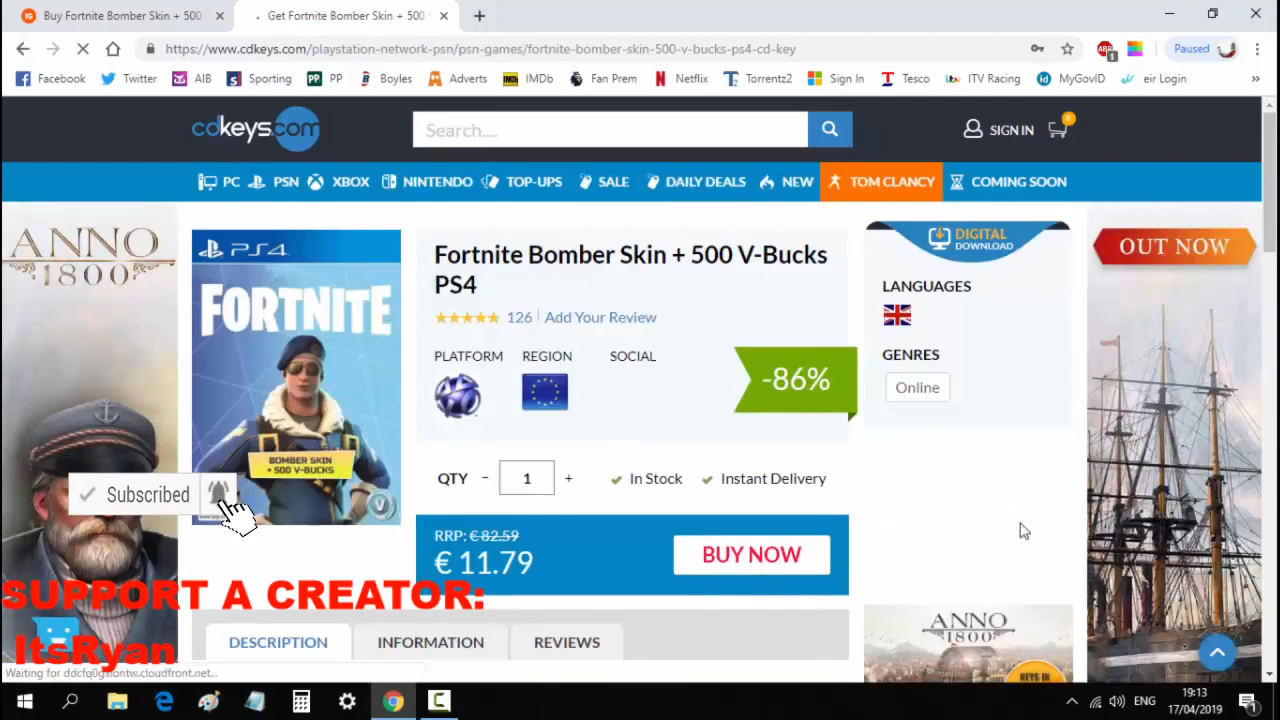 Buy Fortnite Bomber Skin + 500
Get Fortnite Bomber Skin + 500
https://www.cdkeys.com/playstation-network-psn/psn-games/fortnite-bomber-skin-500-v-bucks-ps4-cd-key
1
Paused
Facebook Twitter AIB Sporting PP Boyles Adverts IMDb Fan Prem Netflix Torrentz2 Sign In Tesco ITV Racing MyGovID eir Login »
cdkeys.com
Search....
SIGN IN
0
PC PSN XBOX NINTENDO TOP-UPS SALE DAILY DEALS NEW TOM CLANCY COMING SOON
ANNO
1800
PS4
FORTNITE
BOMBER SKIN
+ 500 V-BUCKS
Fortnite Bomber Skin + 500 V-Bucks
PS4
126 Add Your Review
PLATFORM REGION SOCIAL
-86%
DIGITAL
DOWNLOAD
LANGUAGES
GENRES
Online
OUT NOW
QTY - 1 + In Stock Instant Delivery
RRP: € 82.59
€ 11.79
BUY NOW
Subscribed
SUPPORT A CREATOR:
ItsRyan
DESCRIPTION INFORMATION REVIEWS
ANNO
1800
KEYS IN
ENG
19:13
17/04/2019
1